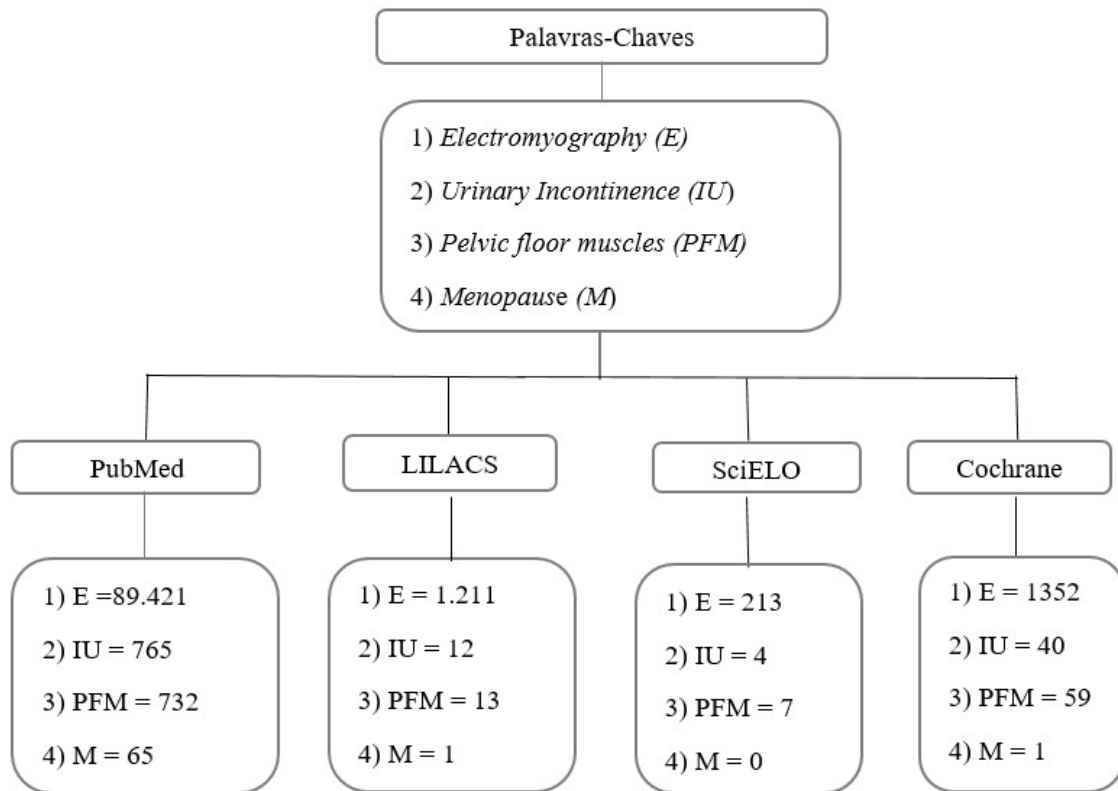 Palavras-Chaves
1) Electromyography (E)
2) Urinary Incontinence (IU)
3) Pelvic floor muscles (PFM)
4) Menopause (M)
PubMed
LILACS
SciELO
Cochrane
1) E =89.421
2) IU = 765
3) PFM = 732
4) M = 65
1) E = 1.211
2) IU = 12
3) PFM = 13
4) M = 1
1) E = 213
2) IU = 4
3) PFM = 7
4) M = 0
1) E = 1352
2) IU = 40
3) PFM = 59
4) M = 1